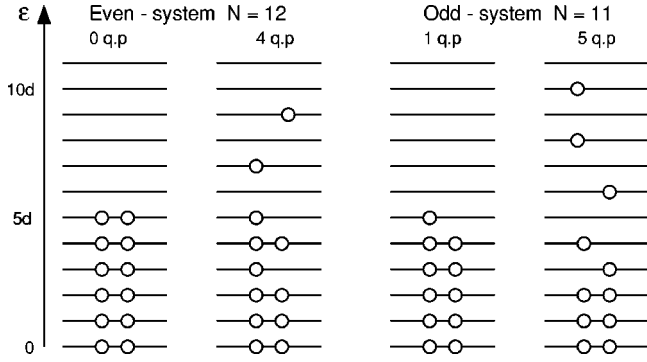 ε Even - system N = 12 Odd - system N = 11
0 q.p 4 q.p 1 q.p 5 q.p
10d
5d
0